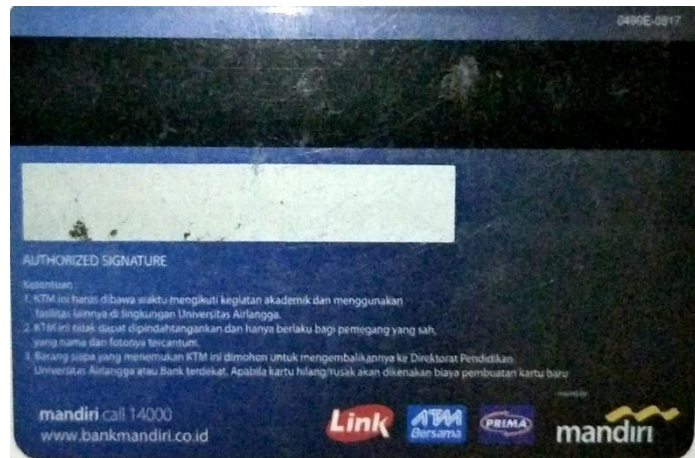 0499E-0817
AUTHORIZED SIGNATURE
Ketentuan :
1. KTM ini harus dibawa waktu mengikuti kegiatan akademik dan menggunakan
fasilitas lainnya di lingkungan Universitas Airlangga.
2. KTM ini tidak dapat dipindahtangankan dan hanya berlaku bagi pemegang yang sah,
yang nama dan fotonya tercantum.
3. Barang siapa yang menemukan KTM ini dimohon untuk mengembalikannya ke Direktorat Pendidikan
Universitas Airlangga atau Bank terdekat. Apabila kartu hilang/rusak akan dikenakan biaya pembuatan kartu baru
mandiri call 14000
www.bankmandiri.co.id
Link
ATM
Bersama
PRIMA
mandiri